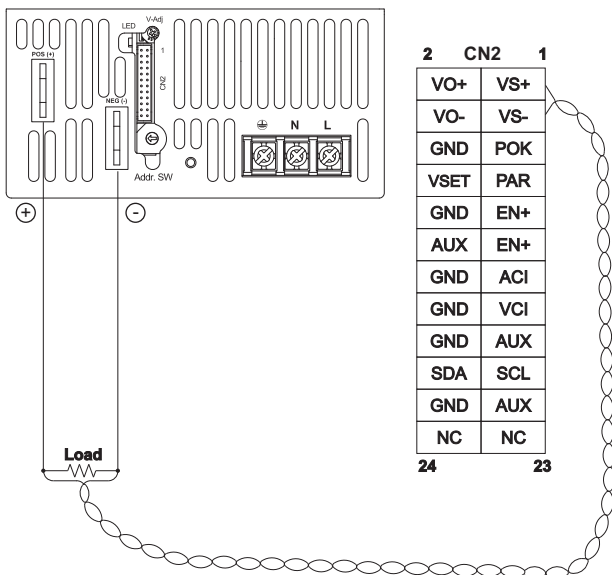 LED V-Adj
POS (+)
1
CN2
NEG (-)
N L
Addr. SW
+ -
Load
2 CN2 1
VO+ VS+
VO- VS-
GND POK
VSET PAR
GND EN+
AUX EN+
GND ACI
GND VCI
GND AUX
SDA SCL
GND AUX
NC NC
24 23